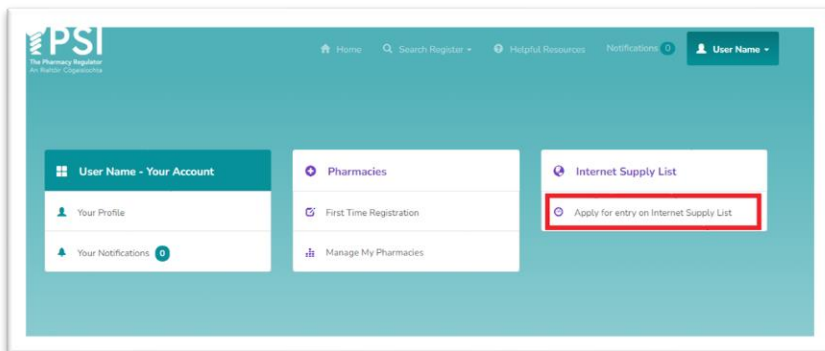 PSI
The Pharmacy Regulator
An Rialtóir Cógaisíochta
Home Search Register Helpful Resources Notifications 0 User Name
User Name - Your Account
Your Profile
Your Notifications 0
Pharmacies
First Time Registration
Manage My Pharmacies
Internet Supply List
Apply for entry on Internet Supply List